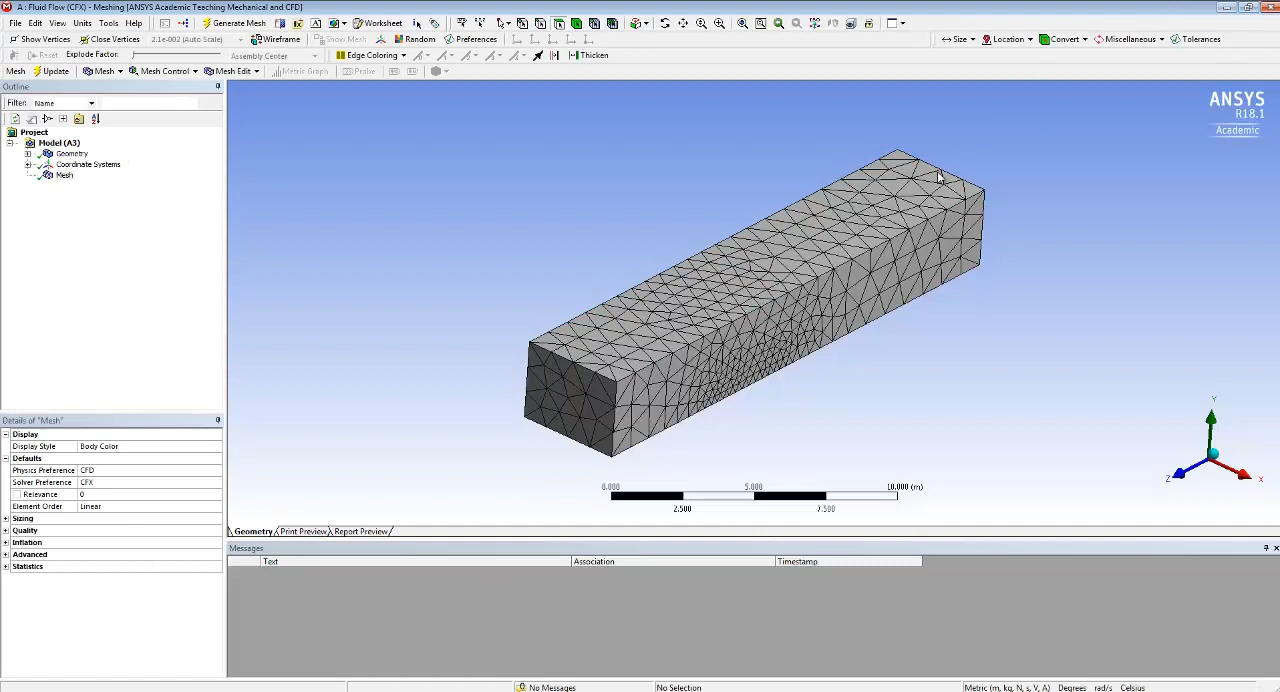 A : Fluid Flow (CFX) - Meshing [ANSYS Academic Teaching Mechanical and CFD]
File Edit View Units Tools Help Generate Mesh Worksheet
Show Vertices Close Vertices 2.1e-002 (Auto Scale) Wireframe Show Mesh Random Preferences Size Location Convert Miscellaneous Tolerances
Reset Explode Factor: Assembly Center Edge Coloring Thicken
Mesh Update Mesh Mesh Control Mesh Edit Metric Graph Probe
Outline
Filter: Name
Project
Model (A3)
Geometry
Coordinate Systems
Mesh
ANSYS
R18.1
Academic
Details of "Mesh"
Display
Display Style Body Color
Defaults
Physics Preference CFD
Solver Preference CFX
Relevance 0
Element Order Linear
Sizing
Quality
Inflation
Advanced
Statistics
0.000 5.000 10.000 (m)
2.500 7.500
Y
Z
X
Geometry Print Preview Report Preview
Messages
Text Association Timestamp
No Messages No Selection Metric (m, kg, N, s, V, A) Degrees rad/s Celsius